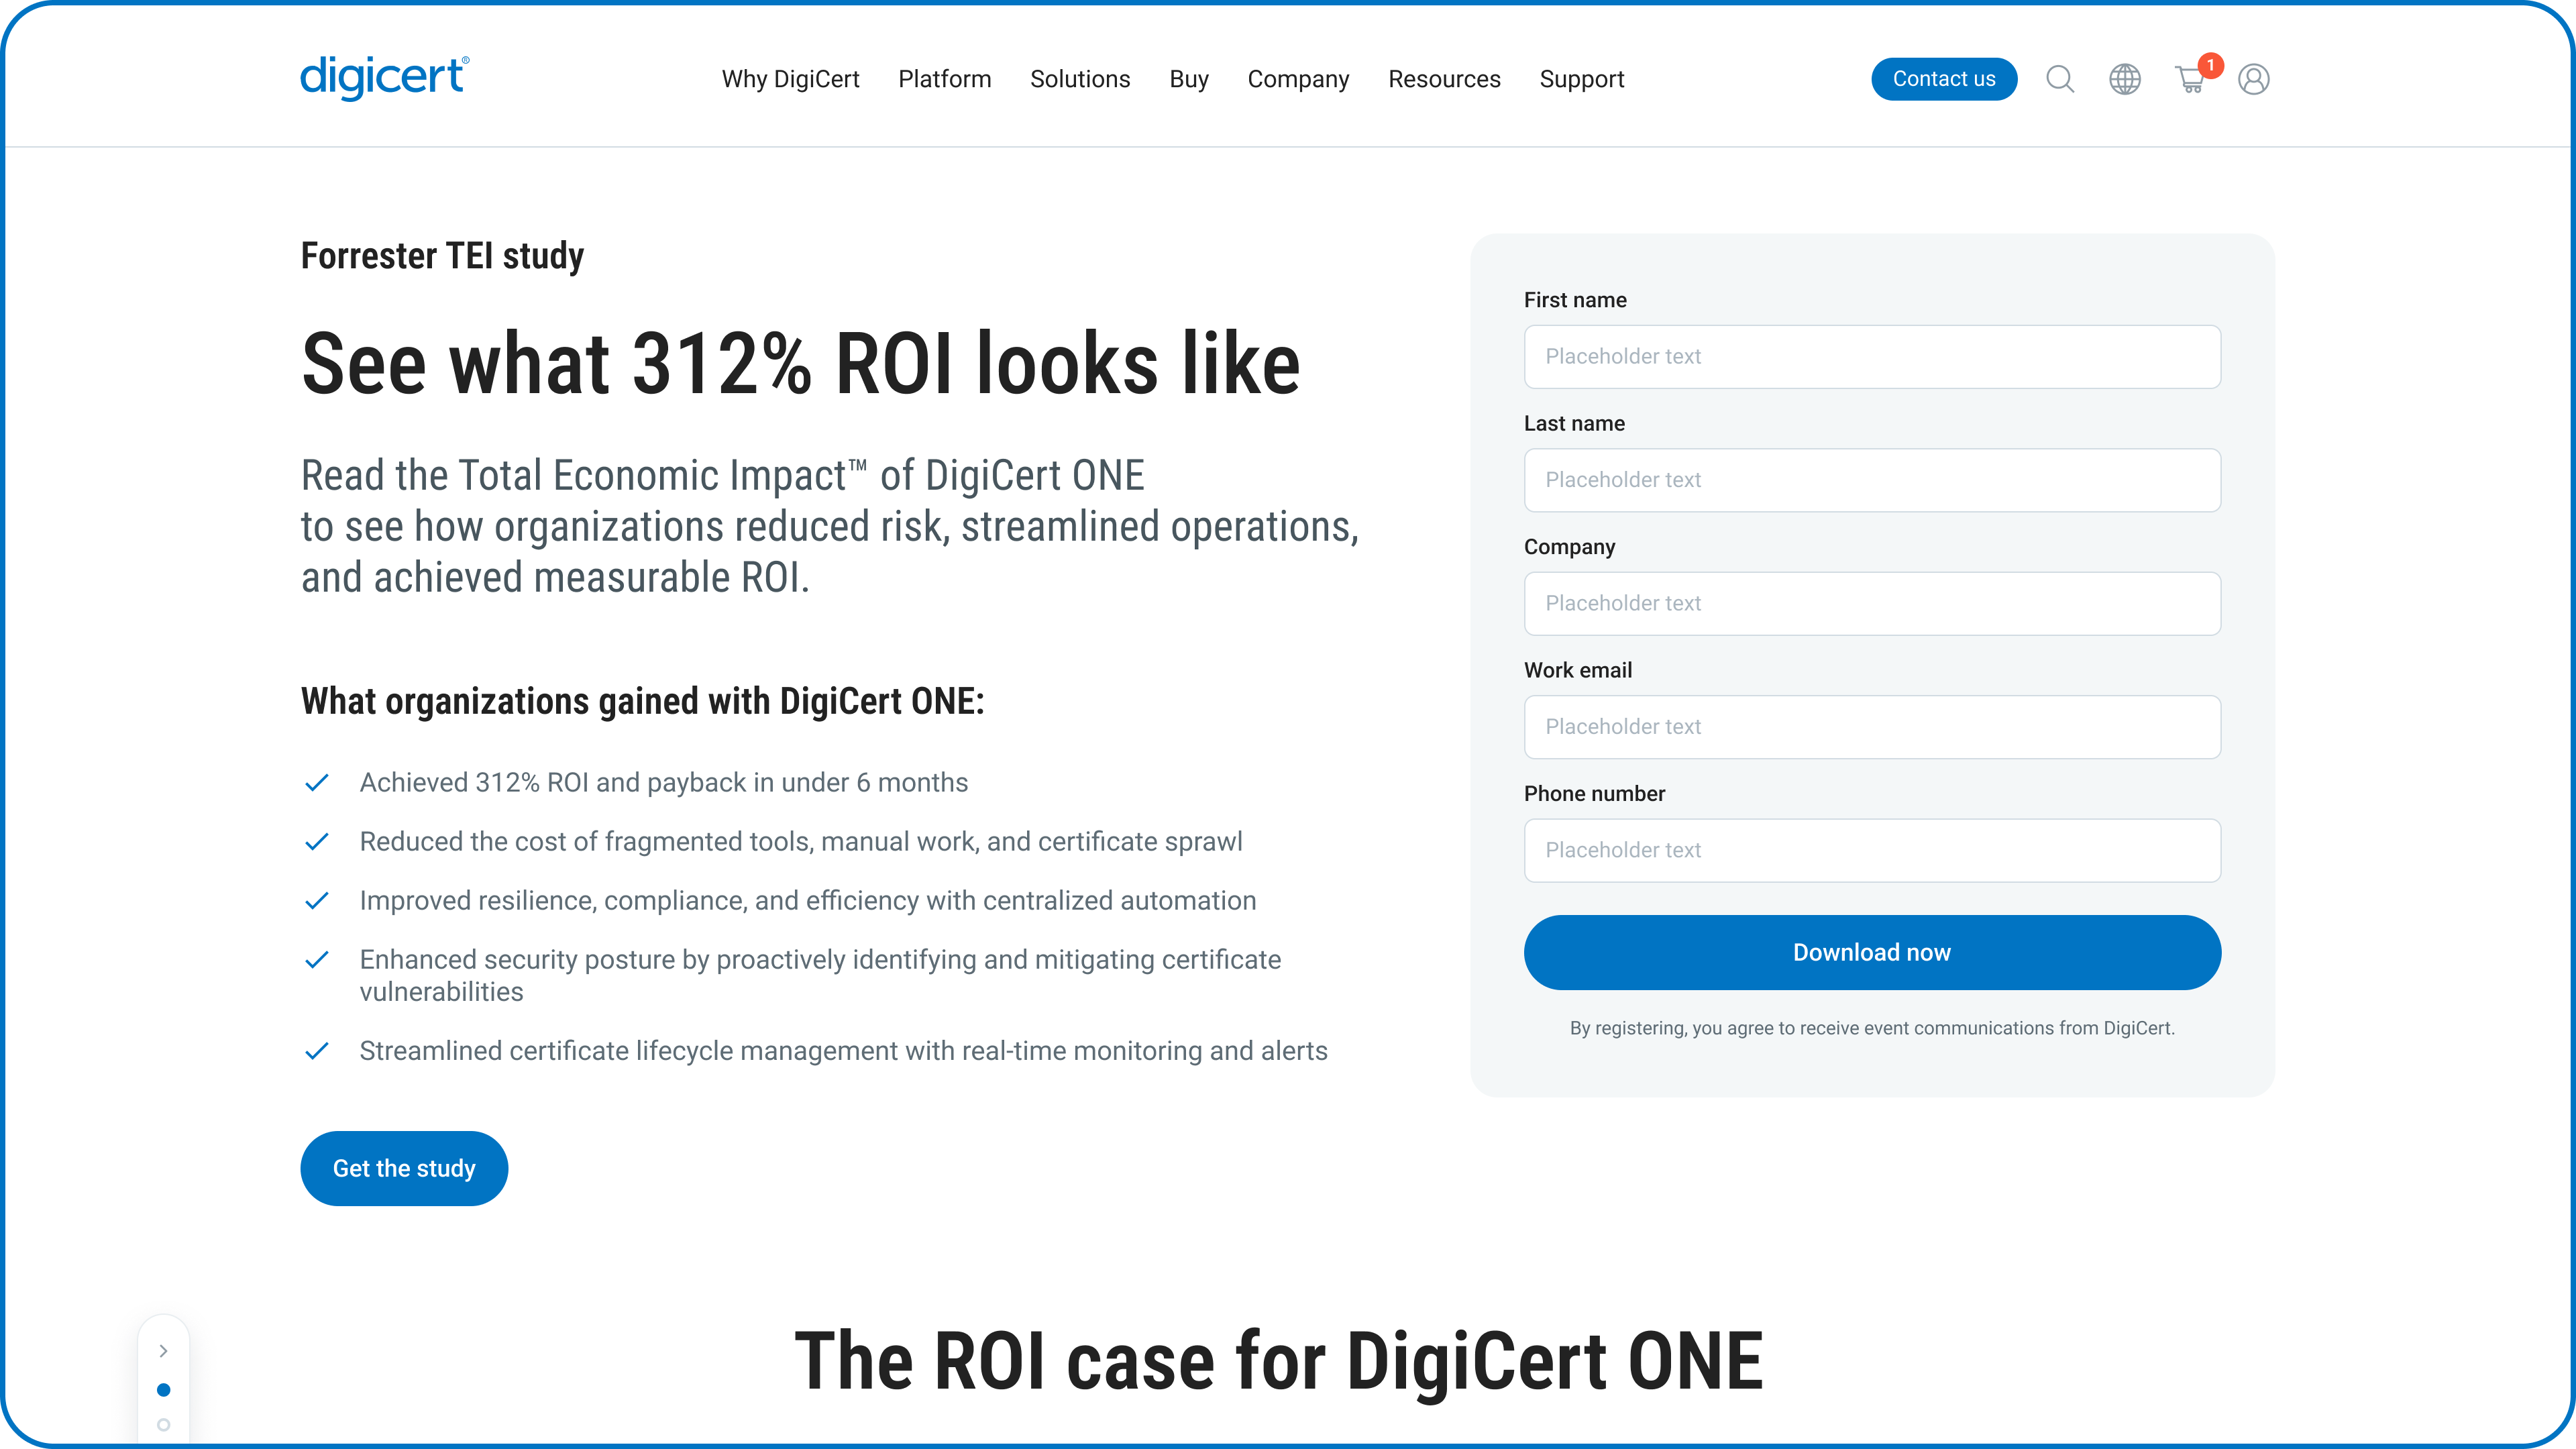 digicert®
Why DigiCert
Platform
Solutions
Buy
Company
Resources
Support
Contact us
1
Forrester TEI study
See what 312% ROI looks like
Read the Total Economic Impact™ of DigiCert ONE
to see how organizations reduced risk, streamlined operations,
and achieved measurable ROI.
What organizations gained with DigiCert ONE:
Achieved 312% ROI and payback in under 6 months
Reduced the cost of fragmented tools, manual work, and certificate sprawl
Improved resilience, compliance, and efficiency with centralized automation
Enhanced security posture by proactively identifying and mitigating certificate
vulnerabilities
Streamlined certificate lifecycle management with real-time monitoring and alerts
Get the study
First name
Placeholder text
Last name
Placeholder text
Company
Placeholder text
Work email
Placeholder text
Phone number
Placeholder text
Download now
By registering, you agree to receive event communications from DigiCert.
The ROI case for DigiCert ONE